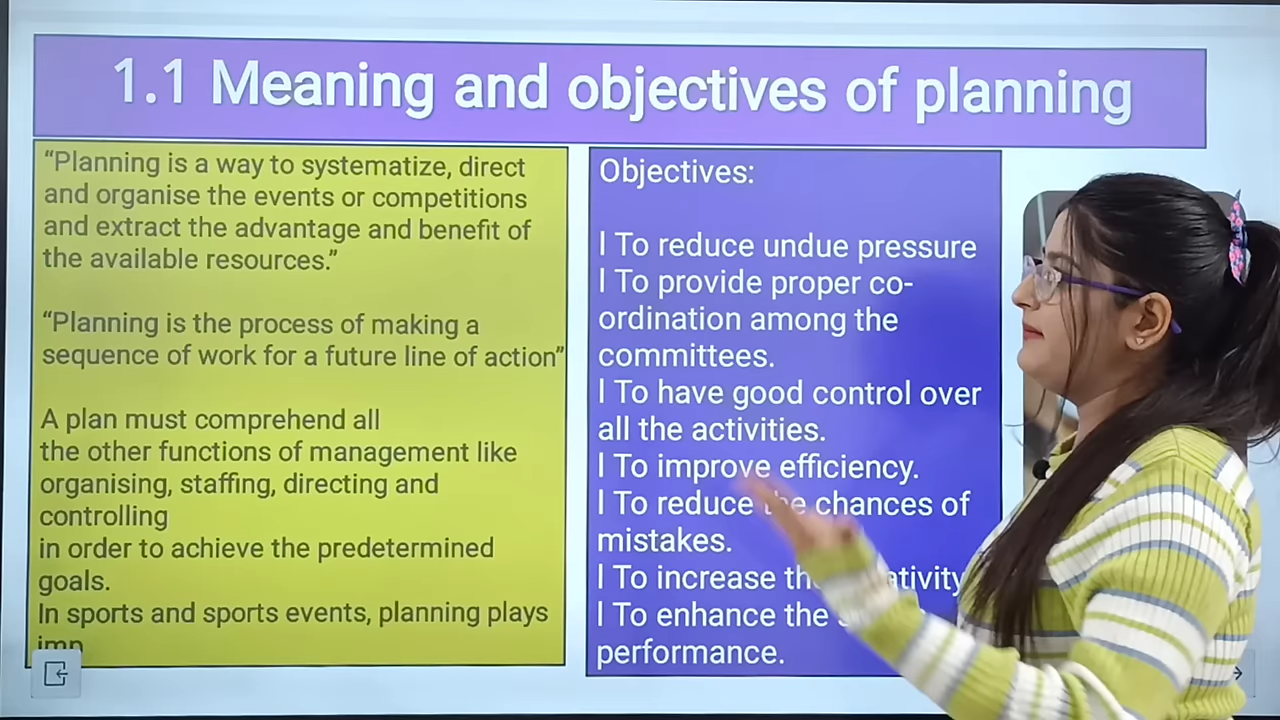 1.1 Meaning and objectives of planning
“Planning is a way to systematize, direct
and organise the events or competitions
and extract the advantage and benefit of
the available resources.”
“Planning is the process of making a
sequence of work for a future line of action”
A plan must comprehend all
the other functions of management like
organising, staffing, directing and
controlling
in order to achieve the predetermined
goals.
In sports and sports events, planning plays
imp
Objectives:
l To reduce undue pressure
l To provide proper co-
ordination among the
committees.
l To have good control over
all the activities.
l To improve efficiency.
l To reduce the chances of
mistakes.
l To increase
l To enhance the
performance.